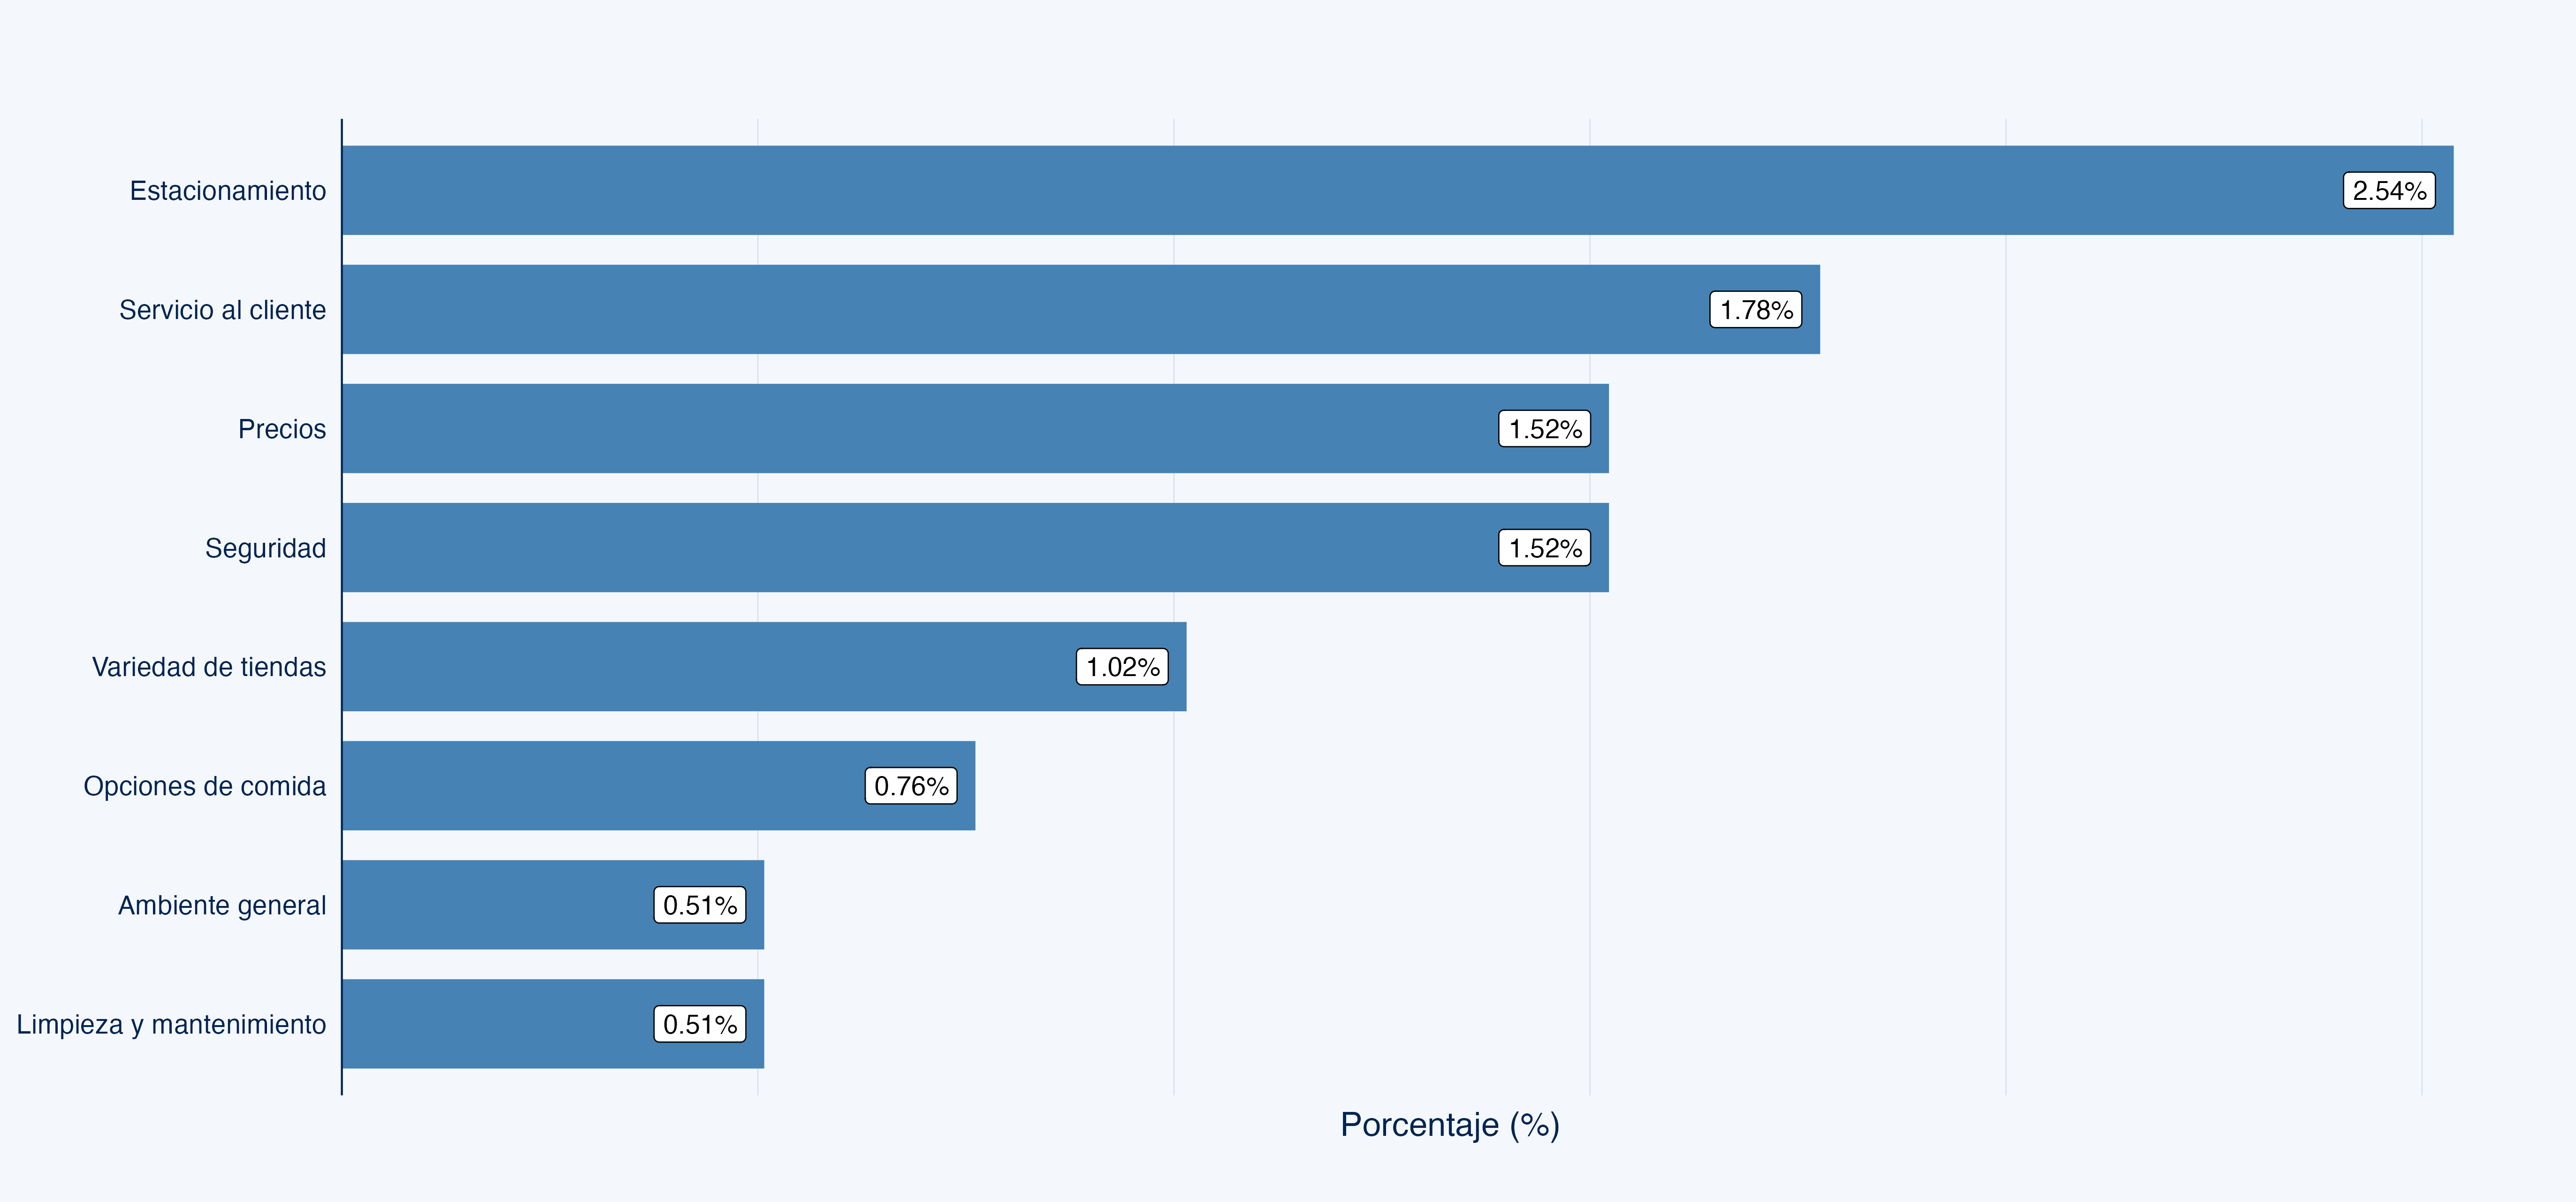 Estacionamiento 2.54%
Servicio al cliente 1.78%
Precios 1.52%
Seguridad 1.52%
Variedad de tiendas 1.02%
Opciones de comida 0.76%
Ambiente general 0.51%
Limpieza y mantenimiento 0.51%
Porcentaje (%)